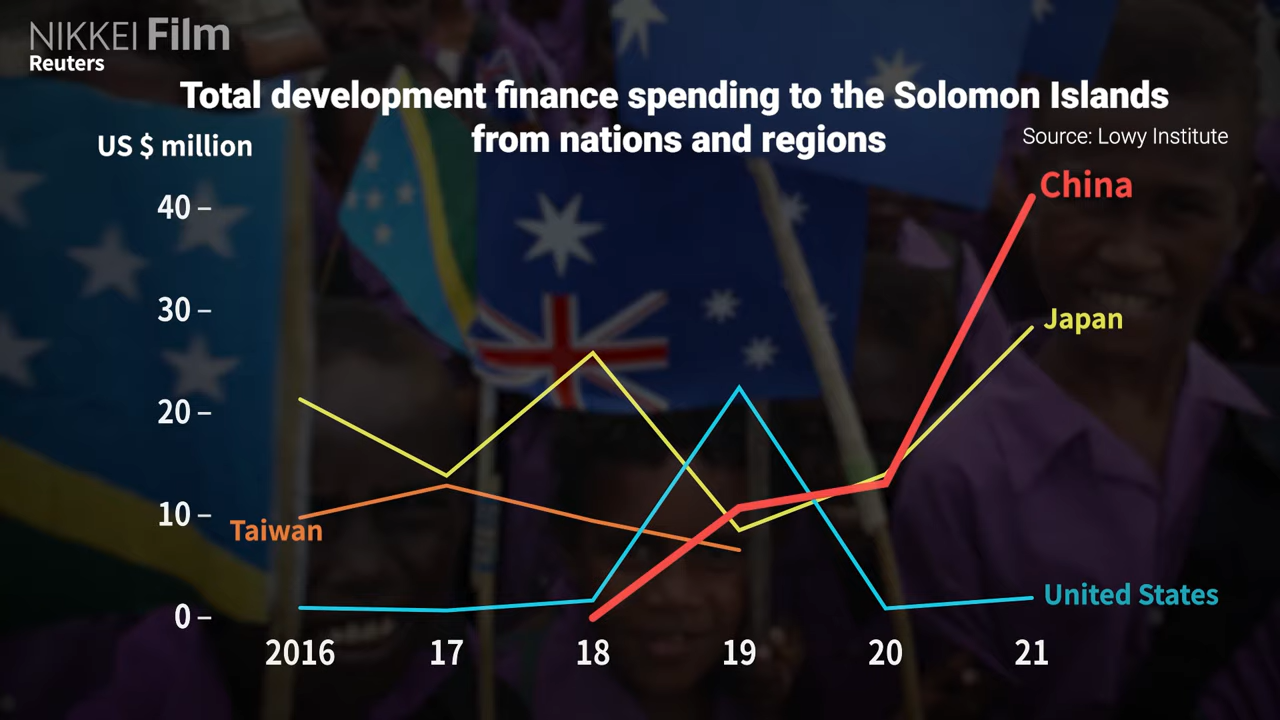 NIKKEI Film
Reuters
Total development finance spending to the Solomon Islands
from nations and regions
US $ million
Source: Lowy Institute
40
30
20
10
0
China
Japan
Taiwan
United States
2016 17 18 19 20 21